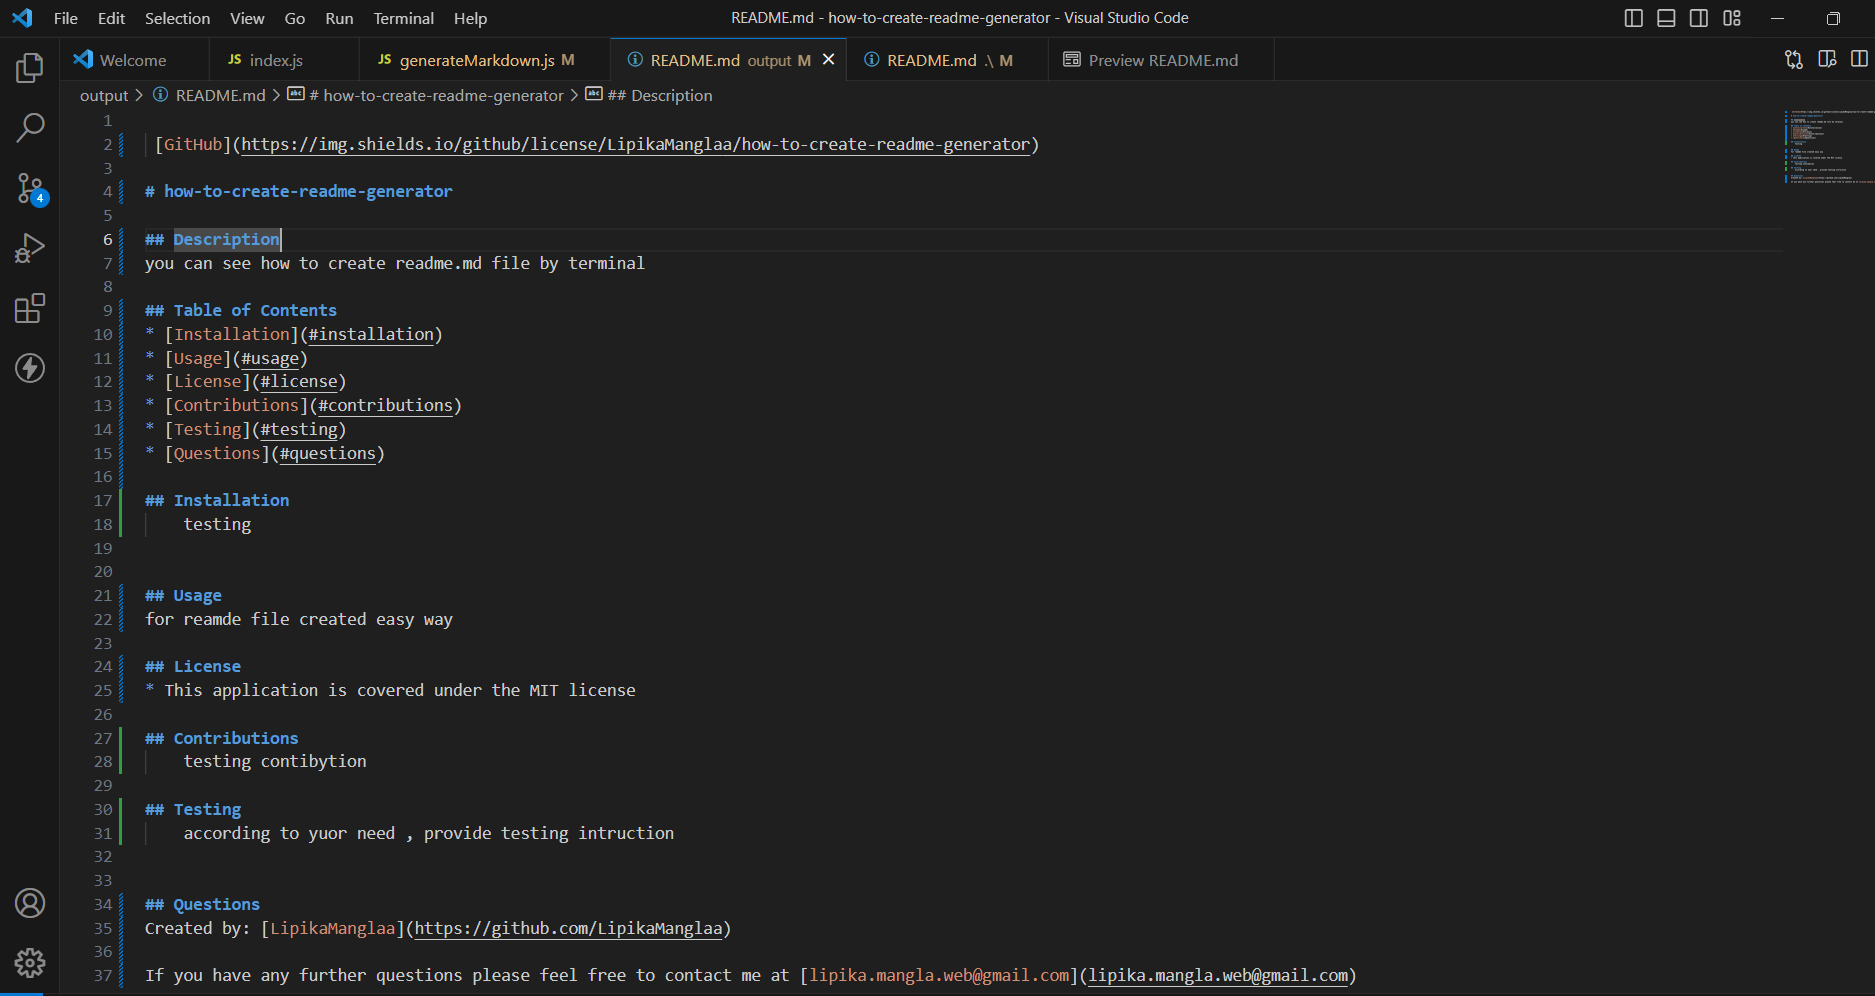 File Edit Selection View Go Run Terminal Help
README.md - how-to-create-readme-generator - Visual Studio Code
Welcome
JS index.js
JS generateMarkdown.js M
README.md output M
README.md .\ M
Preview README.md
output > README.md > # how-to-create-readme-generator > ## Description
1
2 [GitHub](https://img.shields.io/github/license/LipikaManglaa/how-to-create-readme-generator)
3
4 # how-to-create-readme-generator
5
6 ## Description
7 you can see how to create readme.md file by terminal
8
9 ## Table of Contents
10 * [Installation](#installation)
11 * [Usage](#usage)
12 * [License](#license)
13 * [Contributions](#contributions)
14 * [Testing](#testing)
15 * [Questions](#questions)
16
17 ## Installation
18 testing
19
20
21 ## Usage
22 for reamde file created easy way
23
24 ## License
25 * This application is covered under the MIT license
26
27 ## Contributions
28 testing contibytion
29
30 ## Testing
31 according to yuor need , provide testing intruction
32
33
34 ## Questions
35 Created by: [LipikaManglaa](https://github.com/LipikaManglaa)
36
37 If you have any further questions please feel free to contact me at [lipika.mangla.web@gmail.com](lipika.mangla.web@gmail.com)
4